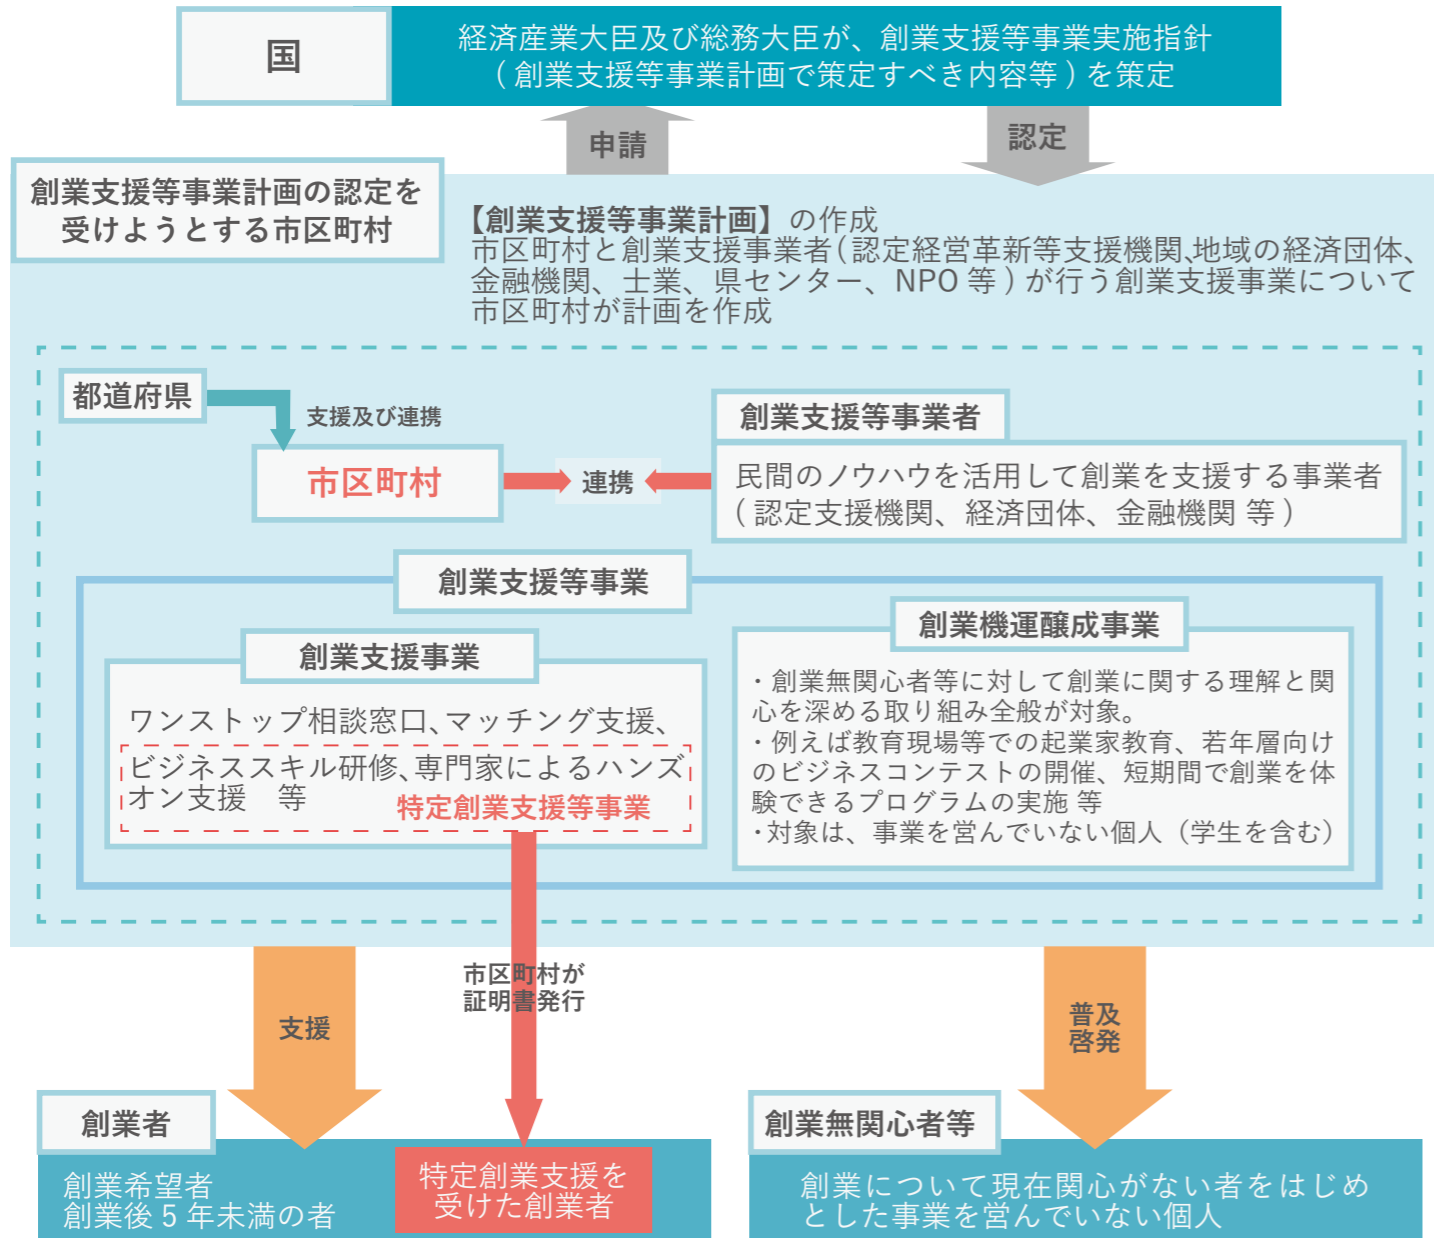 国
経済産業大臣及び総務大臣が、創業支援等事業実施指針
(創業支援等事業計画で策定すべき内容等)を策定
申請
認定
創業支援等事業計画の認定を
受けようとする市区町村
【創業支援等事業計画】の作成
市区町村と創業支援事業者(認定経営革新等支援機関、地域の経済団体、
金融機関、士業、県センター、NPO 等)が行う創業支援事業について
市区町村が計画を作成
都道府県
支援及び連携
市区町村
連携
創業支援等事業者
民間のノウハウを活用して創業を支援する事業者
(認定支援機関、経済団体、金融機関 等)
創業支援等事業
創業支援事業
ワンストップ相談窓口、マッチング支援、
ビジネススキル研修、専門家によるハンズ
オン支援　等
特定創業支援等事業
創業機運醸成事業
・創業無関心者等に対して創業に関する理解と関
心を深める取り組み全般が対象。
・例えば教育現場等での起業家教育、若年層向け
のビジネスコンテストの開催、短期間で創業を体
験できるプログラムの実施 等
・対象は、事業を営んでいない個人（学生を含む）
支援
市区町村が
証明書発行
普及
啓発
創業者
創業希望者
創業後 5 年未満の者
特定創業支援を
受けた創業者
創業無関心者等
創業について現在関心がない者をはじめ
とした事業を営んでいない個人